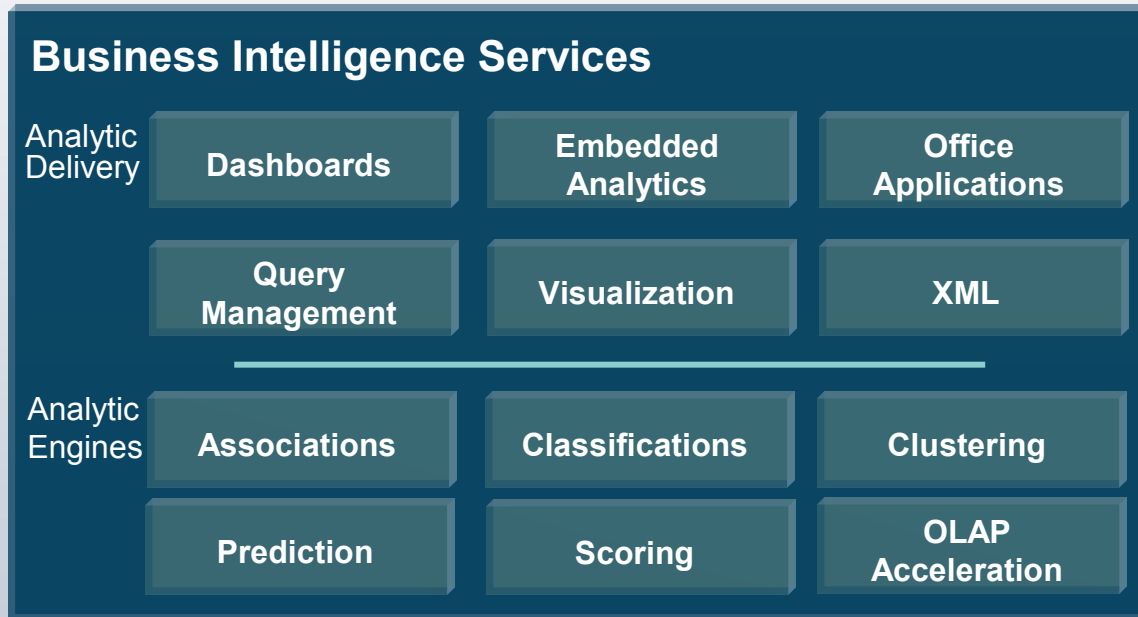 Business Intelligence Services
Analytic
Delivery
Dashboards
Embedded
Analytics
Office
Applications
Query
Management
Visualization
XML
Analytic
Engines
Associations
Classifications
Clustering
Prediction
Scoring
OLAP
Acceleration